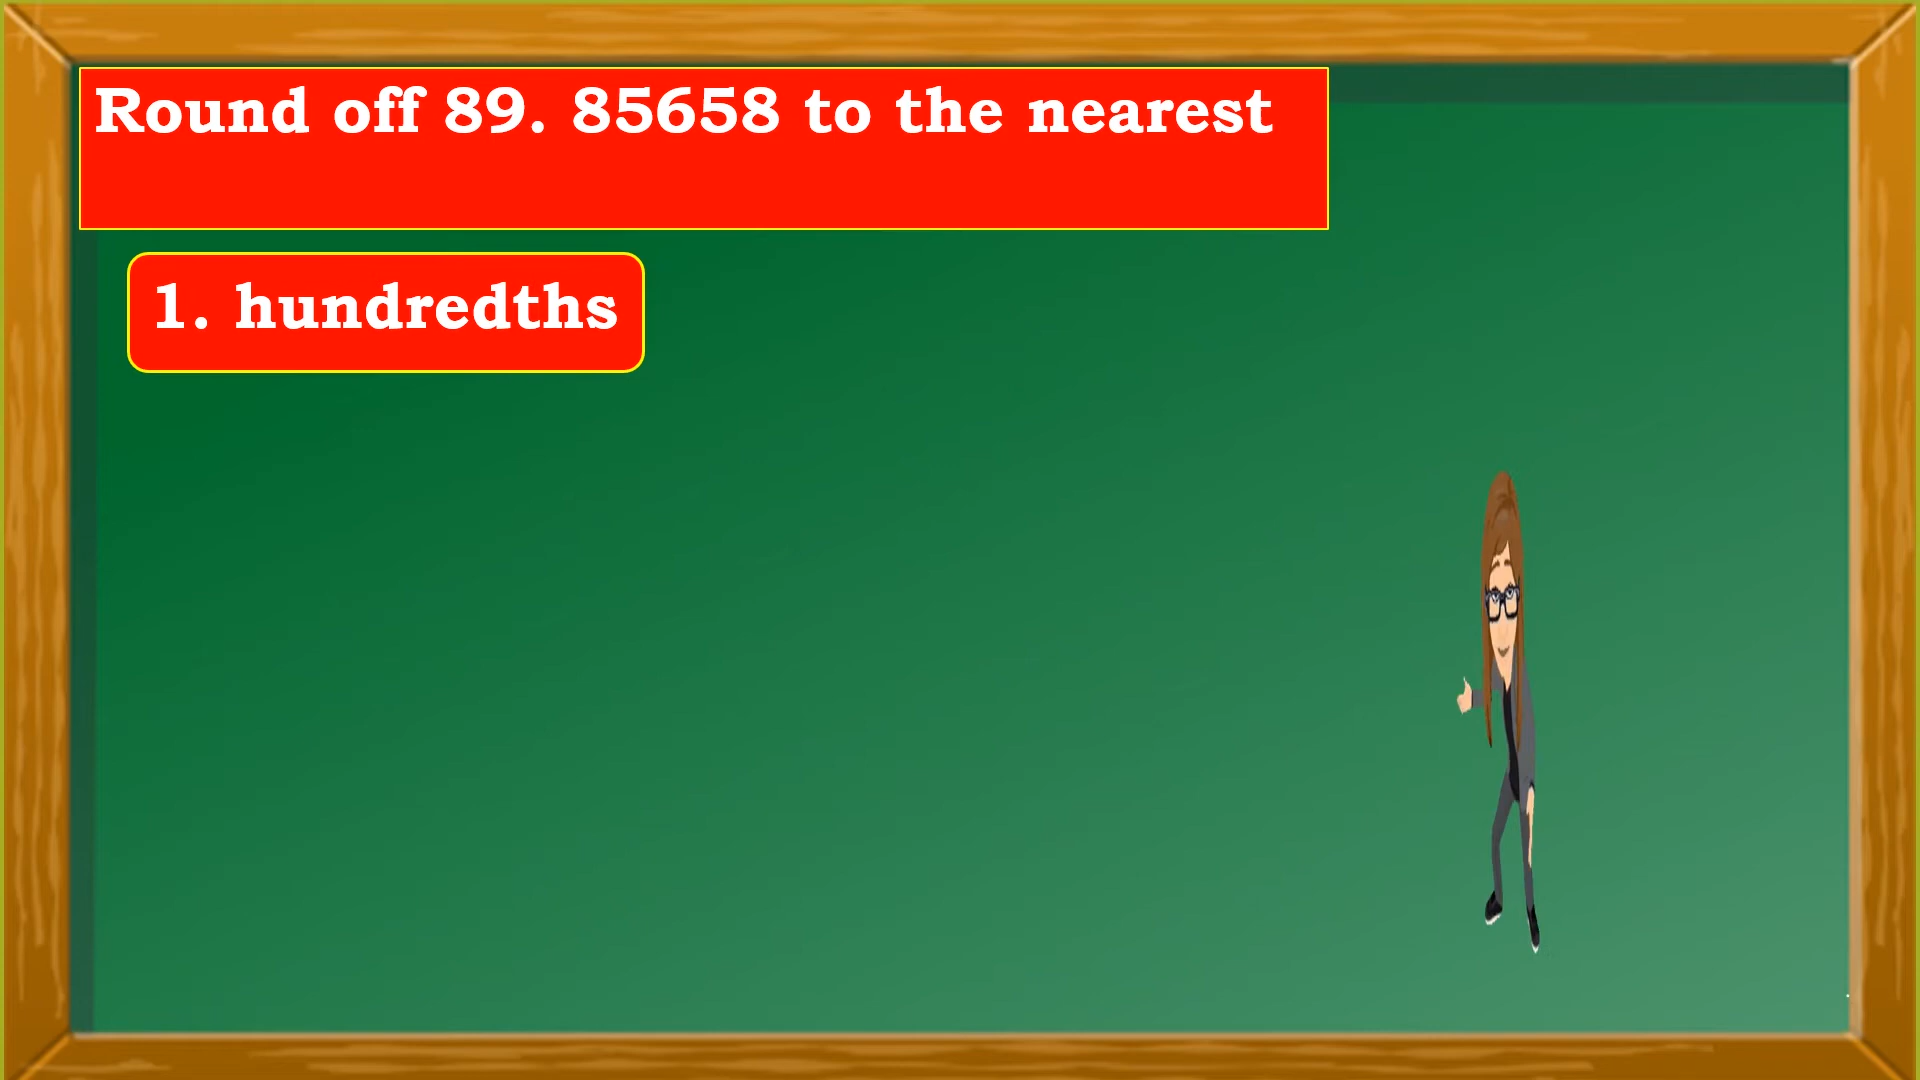 Round off 89. 85658 to the nearest
1. hundredths